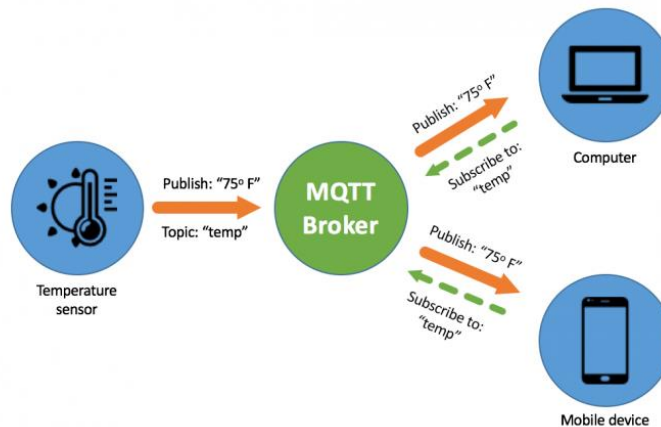 Publish: “75º F”
Topic: “temp”
Temperature
sensor
MQTT
Broker
Publish: “75º F”
Subscribe to:
“temp”
Computer
Publish: “75º F”
Subscribe to:
“temp”
Mobile device